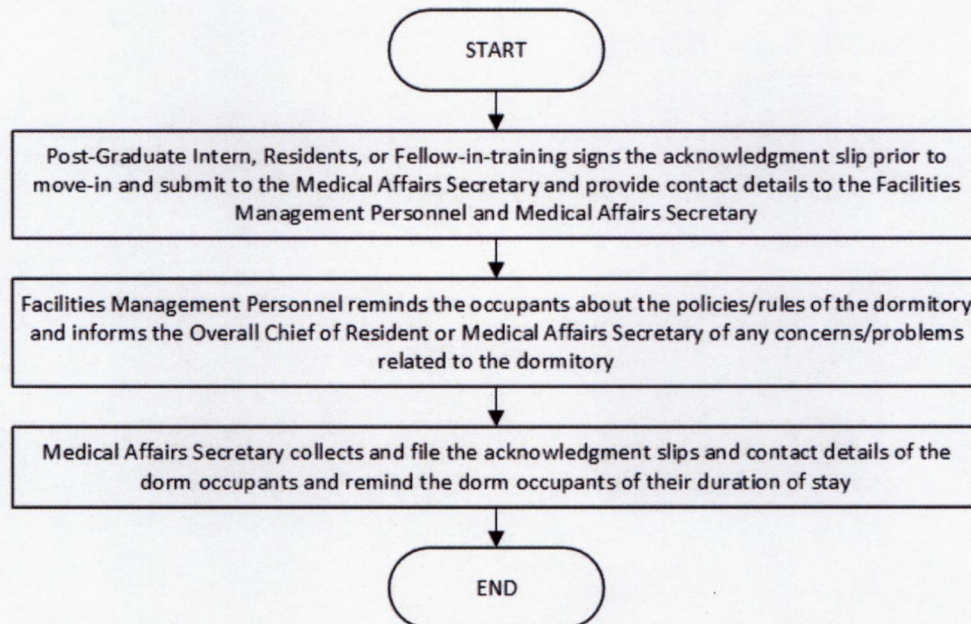 START
Post-Graduate Intern, Residents, or Fellow-in-training signs the acknowledgment slip prior to
move-in and submit to the Medical Affairs Secretary and provide contact details to the Facilities
Management Personnel and Medical Affairs Secretary
Facilities Management Personnel reminds the occupants about the policies/rules of the dormitory
and informs the Overall Chief of Resident or Medical Affairs Secretary of any concerns/problems
related to the dormitory
Medical Affairs Secretary collects and file the acknowledgment slips and contact details of the
dorm occupants and remind the dorm occupants of their duration of stay
END